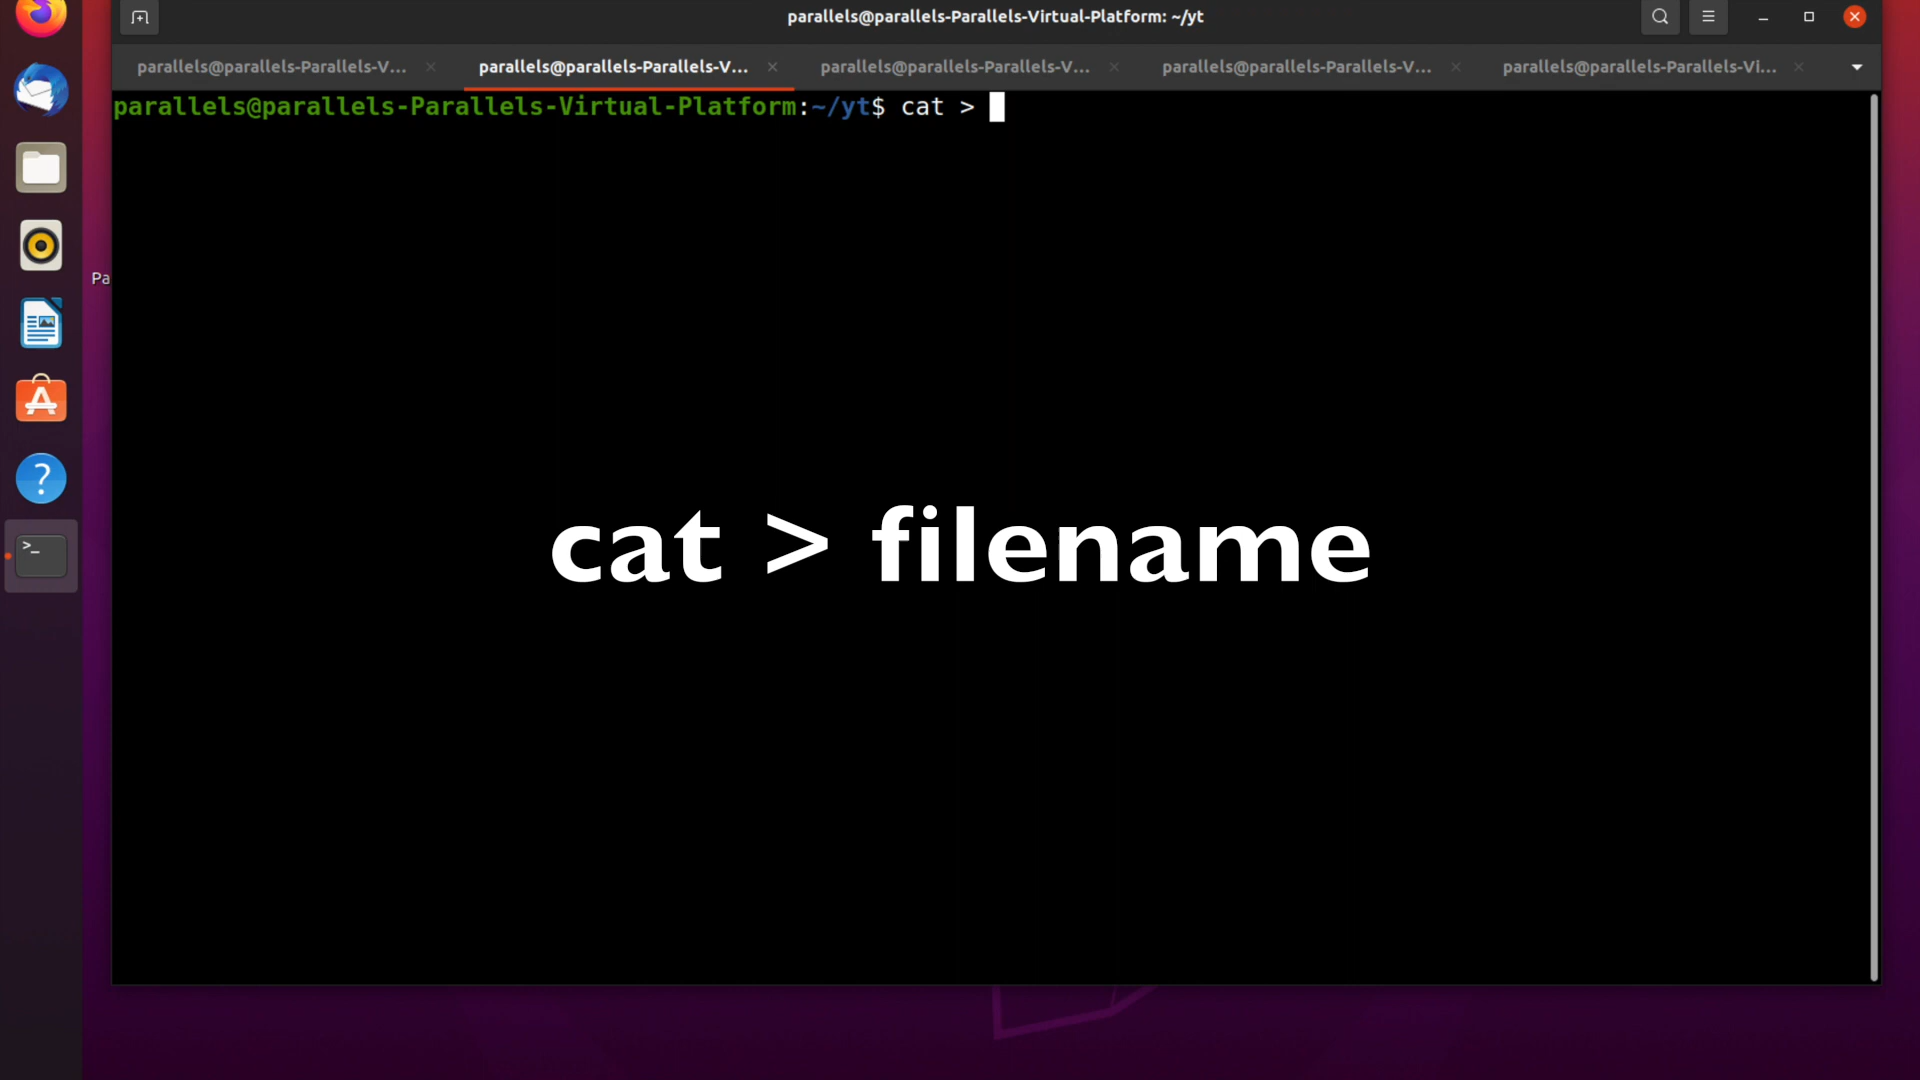 parallels@parallels-Parallels-Virtual-Platform: ~/yt
parallels@parallels-Parallels-V...
parallels@parallels-Parallels-V...
parallels@parallels-Parallels-V...
parallels@parallels-Parallels-V...
parallels@parallels-Parallels-Vi...
parallels@parallels-Parallels-Virtual-Platform:~/yt$ cat >
Pa
cat > filename